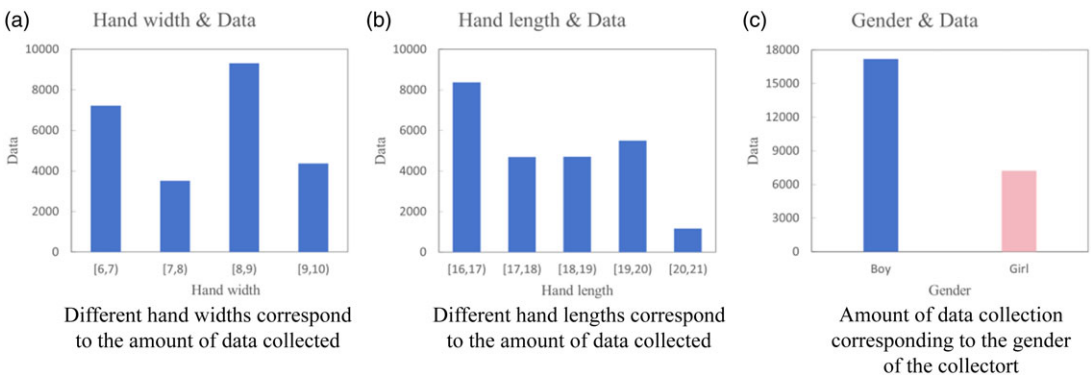 (a) Hand width & Data
10000
8000
6000
4000
2000
0
Data
[6,7) [7,8) [8,9) [9,10)
Hand width
Different hand widths correspond
to the amount of data collected
(b) Hand length & Data
10000
8000
6000
4000
2000
0
Data
[16,17) [17,18) [18,19) [19,20) [20,21)
Hand length
Different hand lengths correspond
to the amount of data collected
(c) Gender & Data
18000
15000
12000
9000
6000
3000
0
Data
Boy Girl
Gender
Amount of data collection
corresponding to the gender
of the collectort